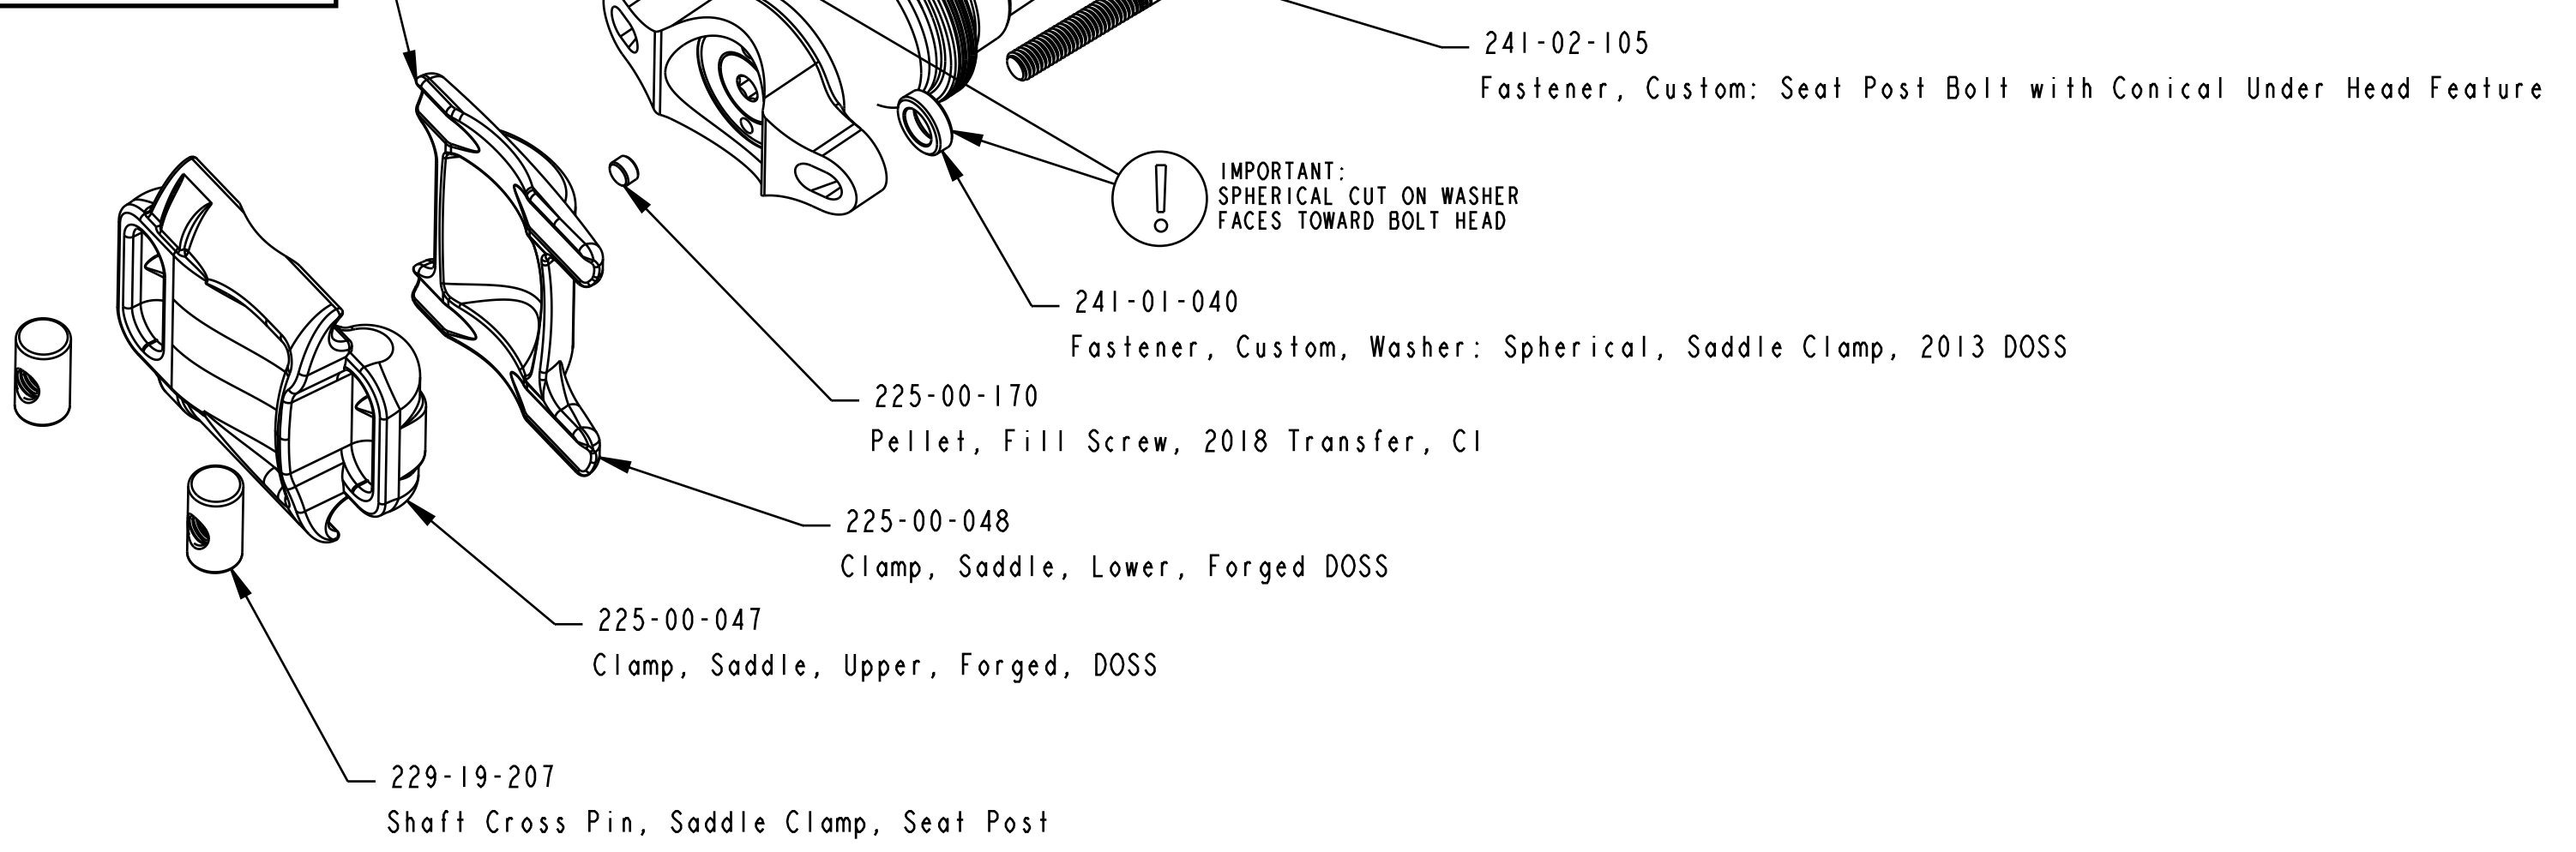 241-02-105
Fastener, Custom: Seat Post Bolt with Conical Under Head Feature
!
IMPORTANT:
SPHERICAL CUT ON WASHER
FACES TOWARD BOLT HEAD
241-01-040
Fastener, Custom, Washer: Spherical, Saddle Clamp, 2013 DOSS
225-00-170
Pellet, Fill Screw, 2018 Transfer, C1
225-00-048
Clamp, Saddle, Lower, Forged DOSS
225-00-047
Clamp, Saddle, Upper, Forged, DOSS
229-19-207
Shaft Cross Pin, Saddle Clamp, Seat Post